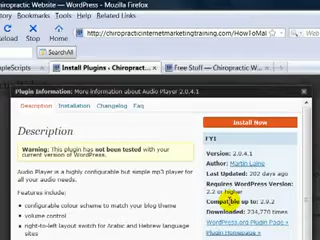 hiropractic Website — WordPress - Mozilla Firefox
story Bookmarks Tools Help Related Links
Reload Stop Home http://chiropracticinternetmarketingtraining.com/HowToMal
SearchAll
Install Plugins ‹ Chiropract... Free Stuff — Chiropractic W...
Plugin Information: More information about Audio Player 2.0.4.1
Description Installation Changelog Faq
Install Now
Description
FYI
Warning: This plugin has not been tested with your current version of WordPress.
Version: 2.0.4.1
Author: Martin Laine
Last Updated: 202 days ago
Requires WordPress Version: 2.2 or higher
Compatible up to: 2.9.2
Downloaded: 234,770 times
WordPress.org Plugin Page »
Plugin Homepage »
Audio Player is a highly configurable but simple mp3 player for all your audio needs.
Features include:
configurable colour scheme to match your blog theme
volume control
right-to-left layout switch for Arabic and Hebrew language sites